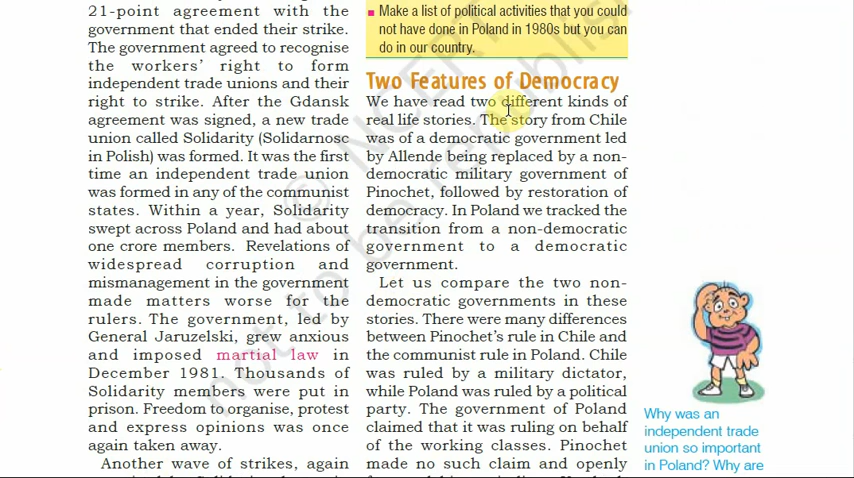 21-point agreement with the
government that ended their strike.
The government agreed to recognise
the workers' right to form
independent trade unions and their
right to strike. After the Gdansk
agreement was signed, a new trade
union called Solidarity (Solidarnosc
in Polish) was formed. It was the first
time an independent trade union
was formed in any of the communist
states. Within a year, Solidarity
swept across Poland and had about
one crore members. Revelations of
widespread corruption and
mismanagement in the government
made matters worse for the
rulers. The government, led by
General Jaruzelski, grew anxious
and imposed martial law in
December 1981. Thousands of
Solidarity members were put in
prison. Freedom to organise, protest
and express opinions was once
again taken away.
Another wave of strikes, again
■ Make a list of political activities that you could
not have done in Poland in 1980s but you can
do in our country.
Two Features of Democracy
We have read two different kinds of
real life stories. The story from Chile
was of a democratic government led
by Allende being replaced by a non-
democratic military government of
Pinochet, followed by restoration of
democracy. In Poland we tracked the
transition from a non-democratic
government to a democratic
government.
Let us compare the two non-
democratic governments in these
stories. There were many differences
between Pinochet's rule in Chile and
the communist rule in Poland. Chile
was ruled by a military dictator,
while Poland was ruled by a political
party. The government of Poland
claimed that it was ruling on behalf
of the working classes. Pinochet
made no such claim and openly
Why was an
independent trade
union so important
in Poland? Why are
© NCERT
not to be republish